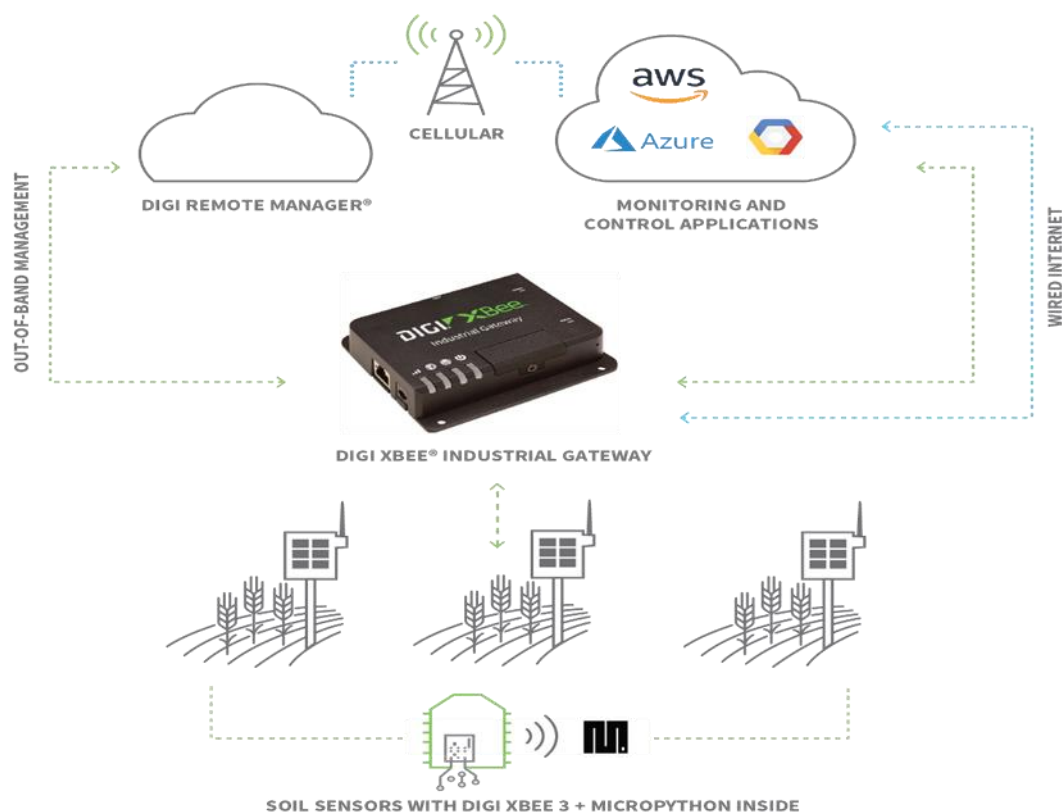 aws
Azure
CELLULAR
DIGI REMOTE MANAGER®
MONITORING AND
CONTROL APPLICATIONS
OUT-OF-BAND MANAGEMENT
WIRED INTERNET
DIGI XBee
Industrial Gateway
DIGI XBEE® INDUSTRIAL GATEWAY
SOIL SENSORS WITH DIGI XBEE 3 + MICROPYTHON INSIDE